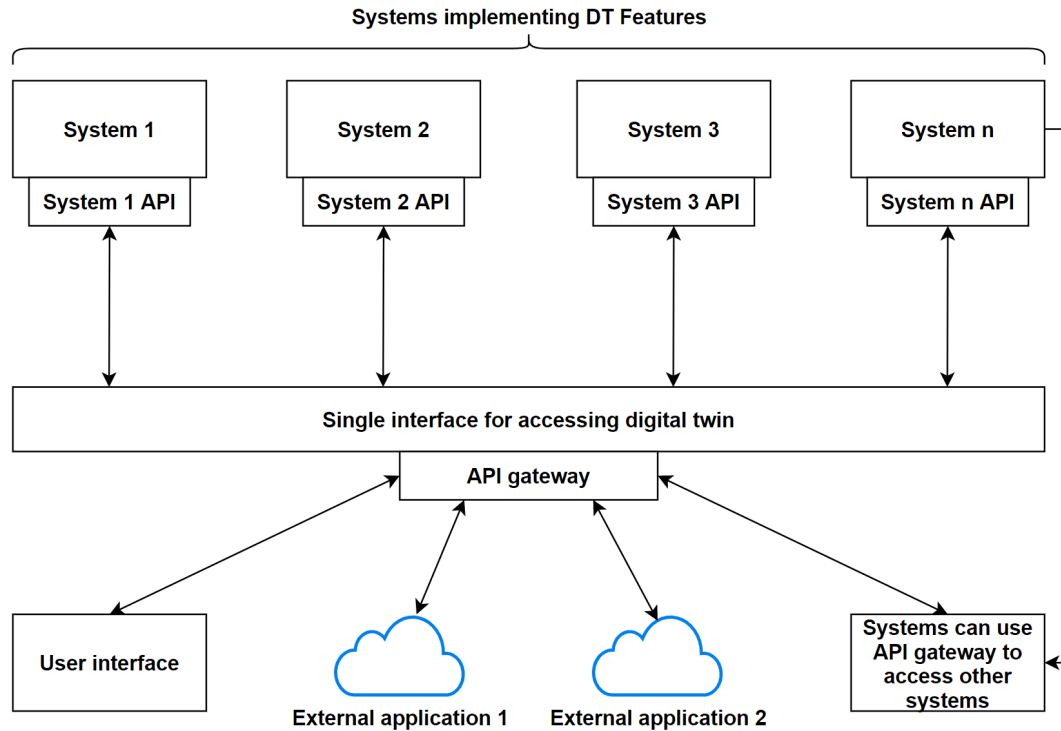 Systems implementing DT Features
System 1
System 2
System 3
System n
System 1 API
System 2 API
System 3 API
System n API
Single interface for accessing digital twin
API gateway
User interface
External application 1
External application 2
Systems can use
API gateway to
access other
systems